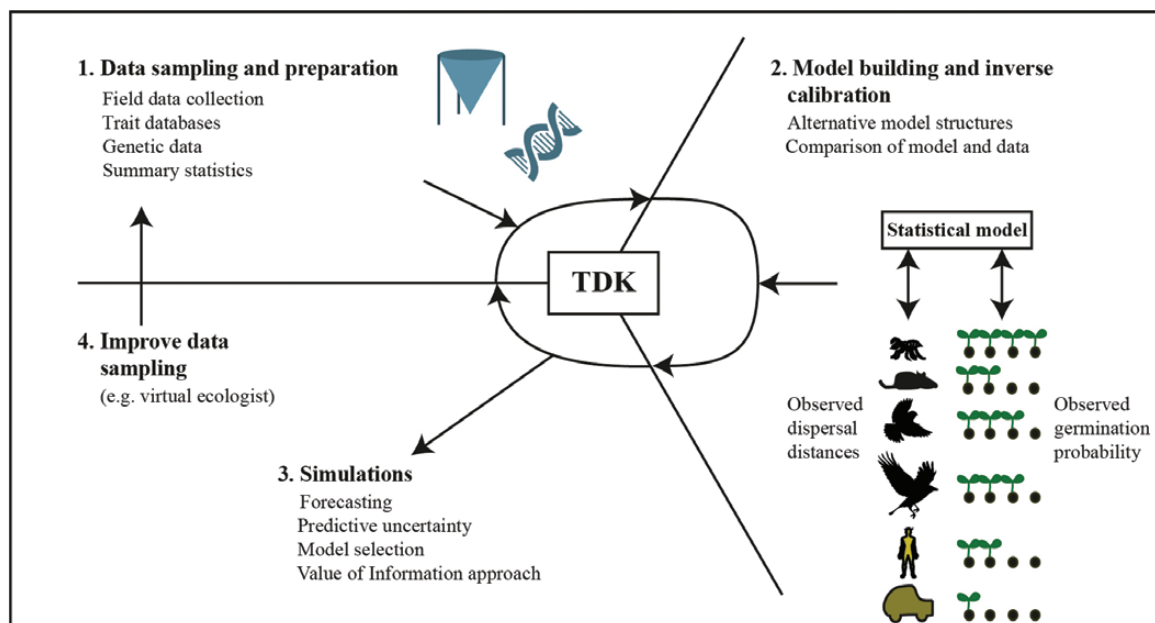 1. Data sampling and preparation
Field data collection
Trait databases
Genetic data
Summary statistics
2. Model building and inverse
calibration
Alternative model structures
Comparison of model and data
Statistical model
TDK
4. Improve data
sampling
(e.g. virtual ecologist)
Observed
dispersal
distances
Observed
germination
probability
3. Simulations
Forecasting
Predictive uncertainty
Model selection
Value of Information approach